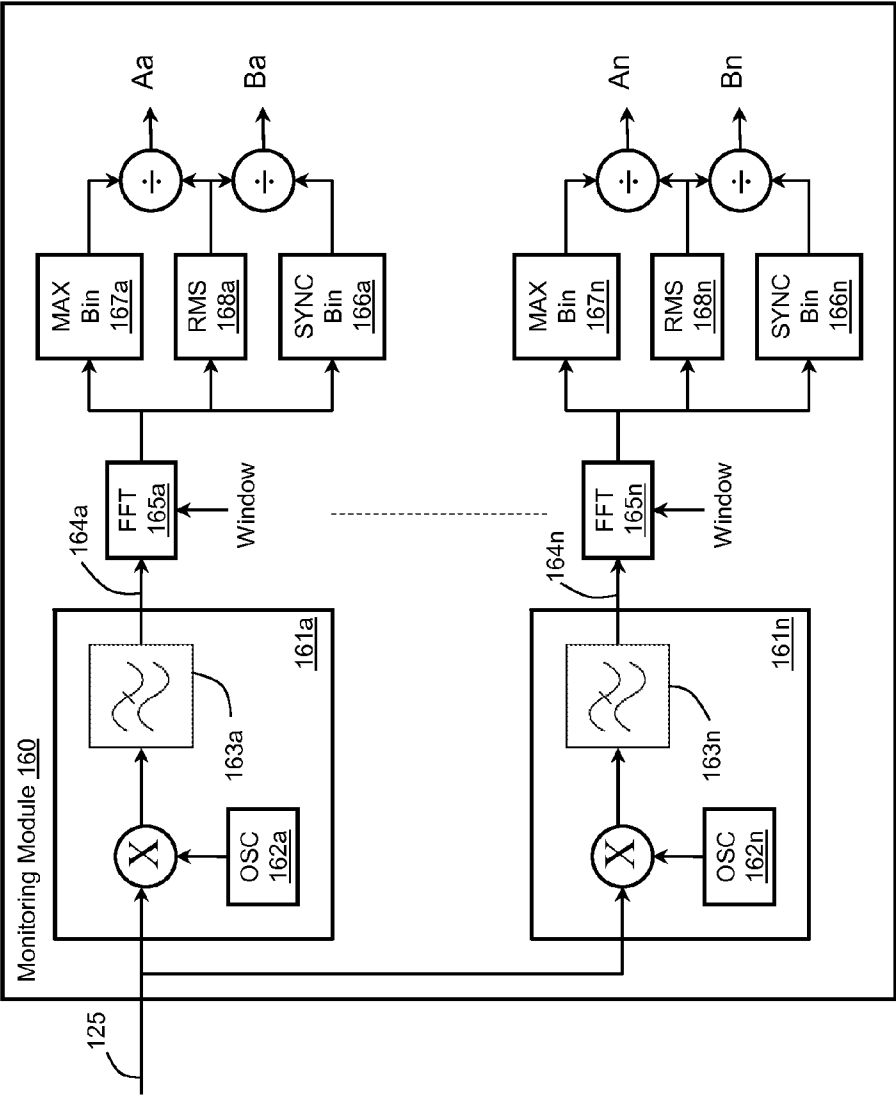 Monitoring Module 160
125
X
OSC
162a
163a
161a
164a
FFT
165a
Window
MAX
Bin
167a
RMS
168a
SYNC
Bin
166a
÷
÷
Aa
Ba
X
OSC
162n
163n
161n
164n
FFT
165n
Window
MAX
Bin
167n
RMS
168n
SYNC
Bin
166n
÷
÷
An
Bn